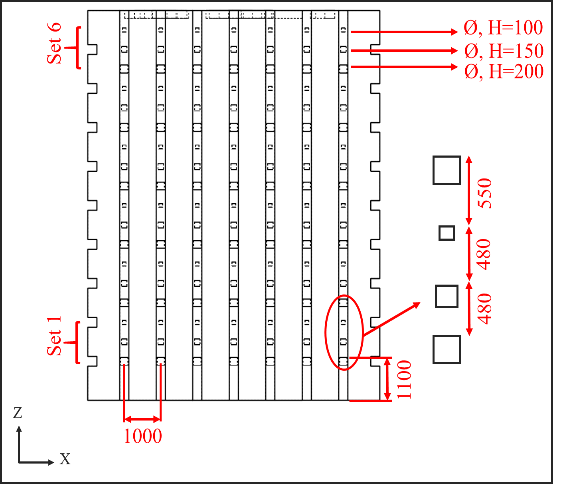 Set 6
Ø, H=100
Ø, H=150
Ø, H=200
550
480
480
Set 1
1100
1000
Z
X